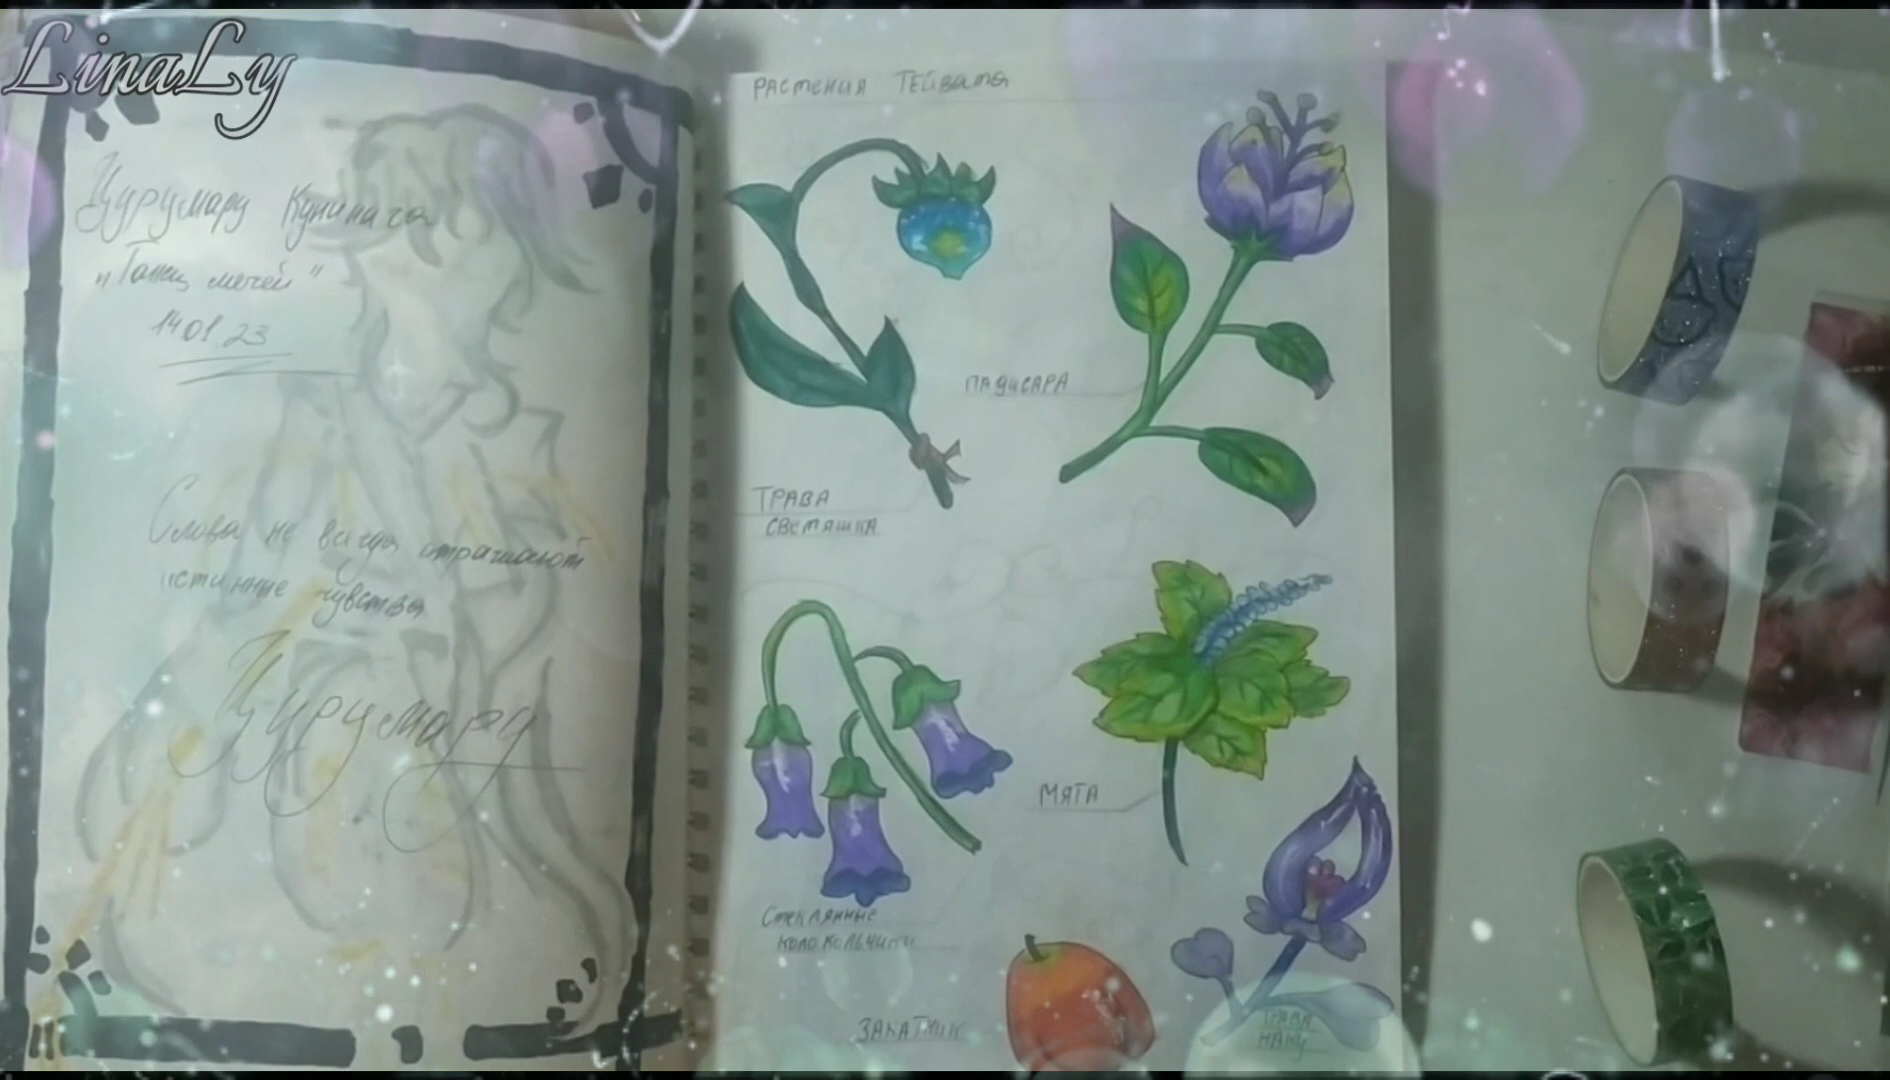 LinaLy
Цурумару Кунинага
"Танец мечей"
14.01.23
Слова не всегда отражают
истинные чувства
Цурумару
РАСТЕНИЯ ТЕЙВАТА
ПАДИСАРА
ТРАВА
СВЕТЯШКА
МЯТА
Стеклянные
колокольчики
ЗАКАТНИК
ТРАВА
НАКУ